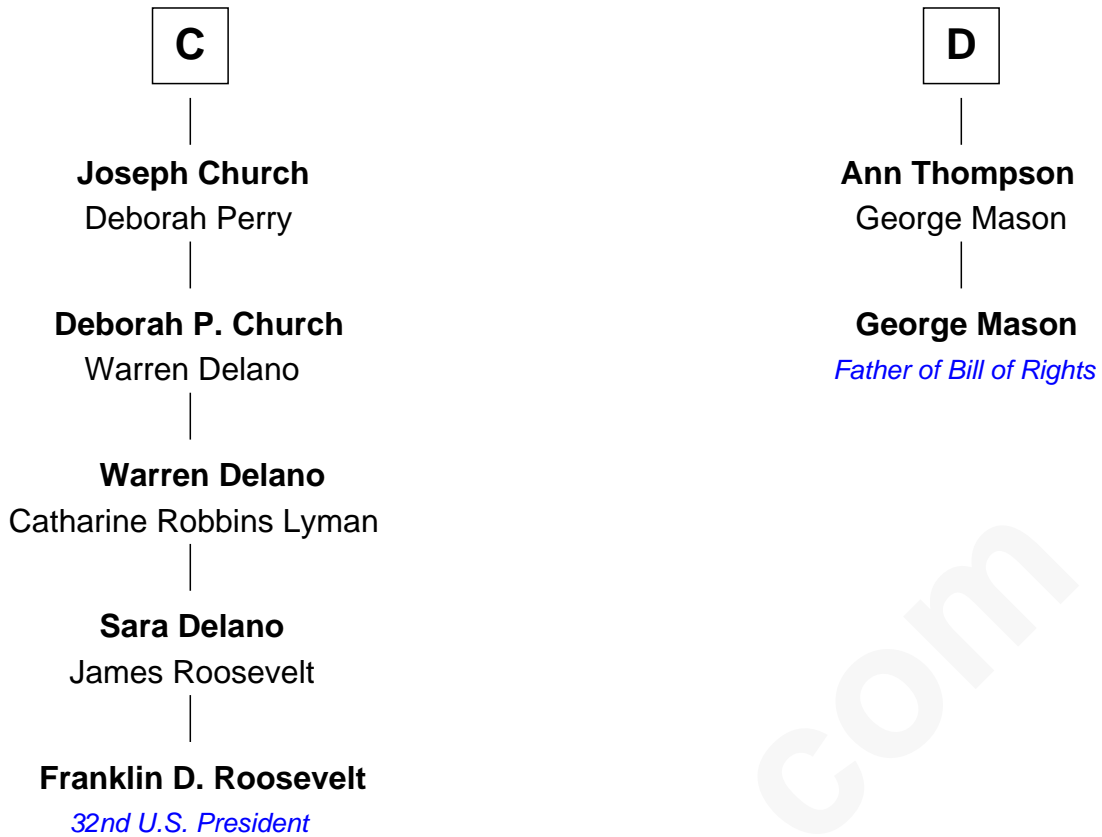 C
Joseph Church
Deborah Perry
Deborah P. Church
Warren Delano
Warren Delano
Catharine Robbins Lyman
Sara Delano
James Roosevelt
Franklin D. Roosevelt
32nd U.S. President
D
Ann Thompson
George Mason
George Mason
Father of Bill of Rights
com